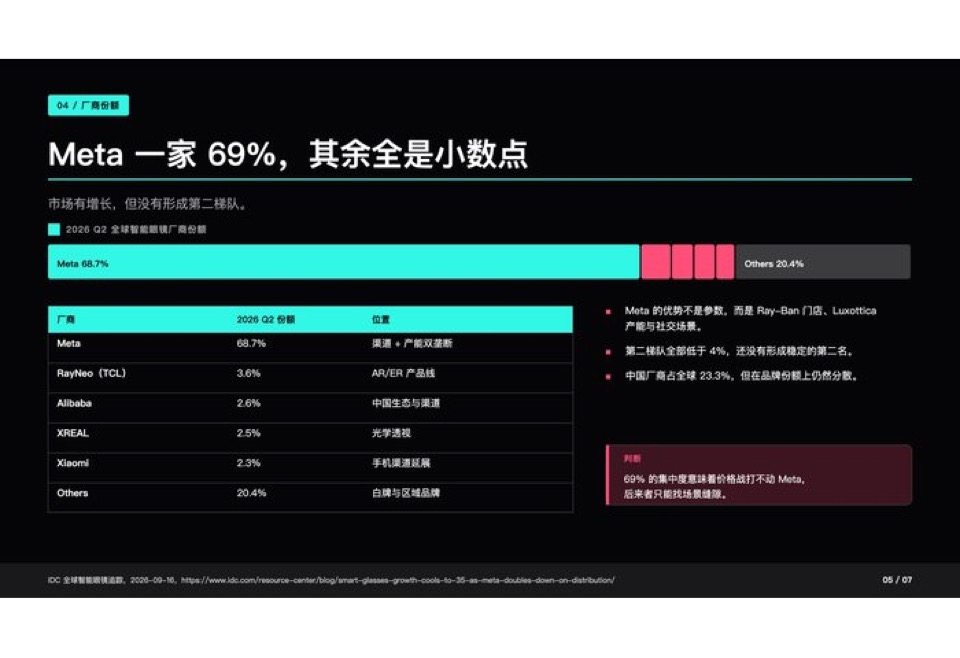 04 / 厂商份额
Meta 一家 69%，其余全是小数点
市场有增长，但没有形成第二梯队。
2026 Q2 全球智能眼镜厂商份额
Meta 68.7%
Others 20.4%
厂商 2026 Q2 份额 位置
Meta 68.7% 渠道 + 产能双垄断
RayNeo（TCL） 3.6% AR/ER 产品线
Alibaba 2.6% 中国生态与渠道
XREAL 2.5% 光学透视
Xiaomi 2.3% 手机渠道延展
Others 20.4% 白牌与区域品牌
Meta 的优势不是参数，而是 Ray-Ban 门店、Luxottica
产能与社交场景。
第二梯队全部低于 4%，还没有形成稳定的第二名。
中国厂商占全球 23.3%，但在品牌份额上仍然分散。
判断
69% 的集中度意味着价格战打不动 Meta，
后来者只能找场景缝隙。
IDC 全球智能眼镜追踪，2026-09-16，https://www.idc.com/resource-center/blog/smart-glasses-growth-cools-to-35-as-meta-doubles-down-on-distribution/
05 / 07